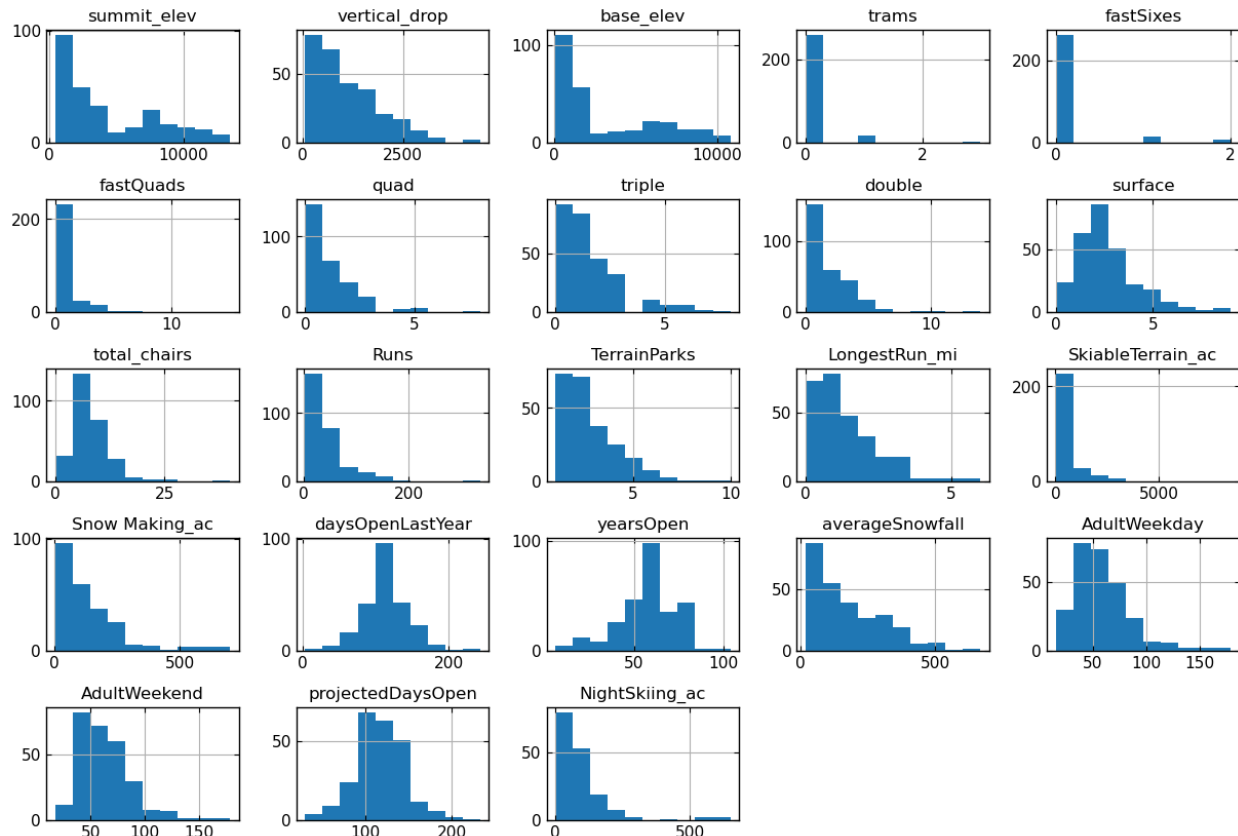 summit_elev vertical_drop base_elev trams fastSixes
100 50 0 0 10000
50 0 0 2500
100 0 0 10000
200 0 0 2
200 0 0 1 2
fastQuads quad triple double surface
200 0 0 10
100 0 0 5
50 0 0 5
100 0 0 10
50 0 0 5
total_chairs Runs TerrainParks LongestRun_mi SkiableTerrain_ac
100 0 0 25
100 0 0 200
50 0 5 10
50 0 0 5
200 0 0 5000
Snow Making_ac daysOpenLastYear yearsOpen averageSnowfall AdultWeekday
100 50 0 0 500
100 50 0 0 200
100 50 0 50 100
50 0 0 500
50 0 50 100 150
AdultWeekend projectedDaysOpen NightSkiing_ac
50 0 50 100 150
50 0 100 200
50 0 0 500